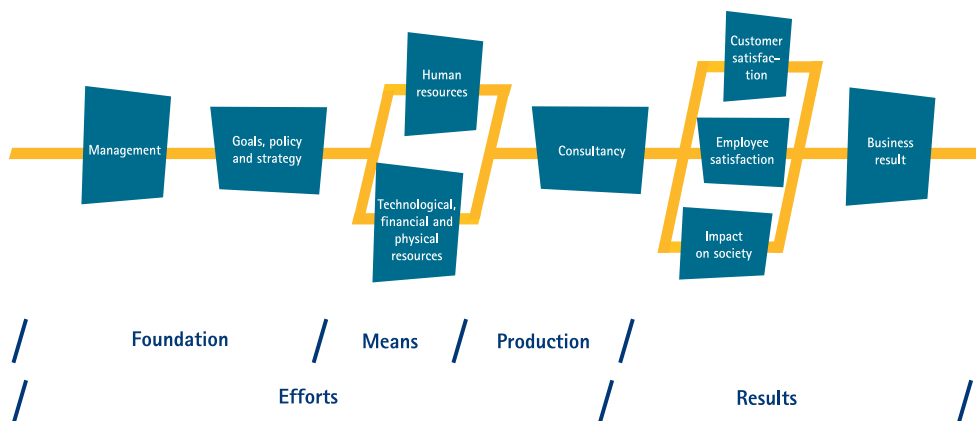 Management
Goals, policy
and strategy
Human
resources
Technological,
financial and
physical
resources
Consultancy
Customer
satisfac-
tion
Employee
satisfaction
Impact
on society
Business
result
Foundation
Means
Production
Efforts
Results